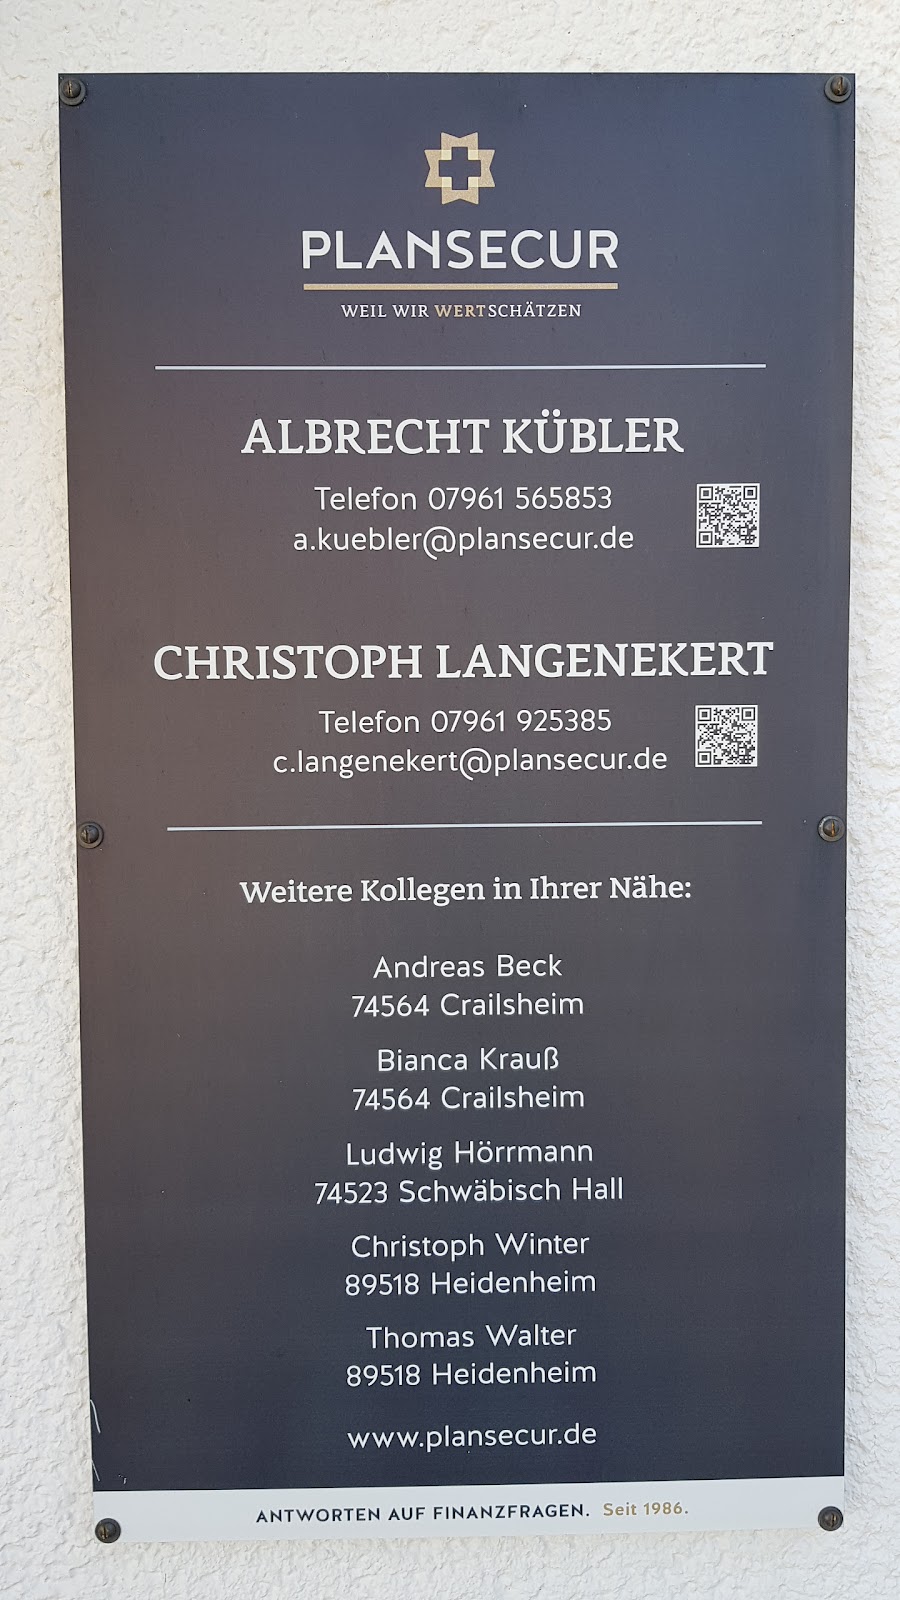 PLANSECUR
WEIL WIR WERTSCHÄTZEN
ALBRECHT KÜBLER
Telefon 07961 565853
a.kuebler@plansecur.de
CHRISTOPH LANGENEKERT
Telefon 07961 925385
c.langenekert@plansecur.de
Weitere Kollegen in Ihrer Nähe:
Andreas Beck
74564 Crailsheim
Bianca Krauß
74564 Crailsheim
Ludwig Hörrmann
74523 Schwäbisch Hall
Christoph Winter
89518 Heidenheim
Thomas Walter
89518 Heidenheim
www.plansecur.de
ANTWORTEN AUF FINANZFRAGEN. Seit 1986.